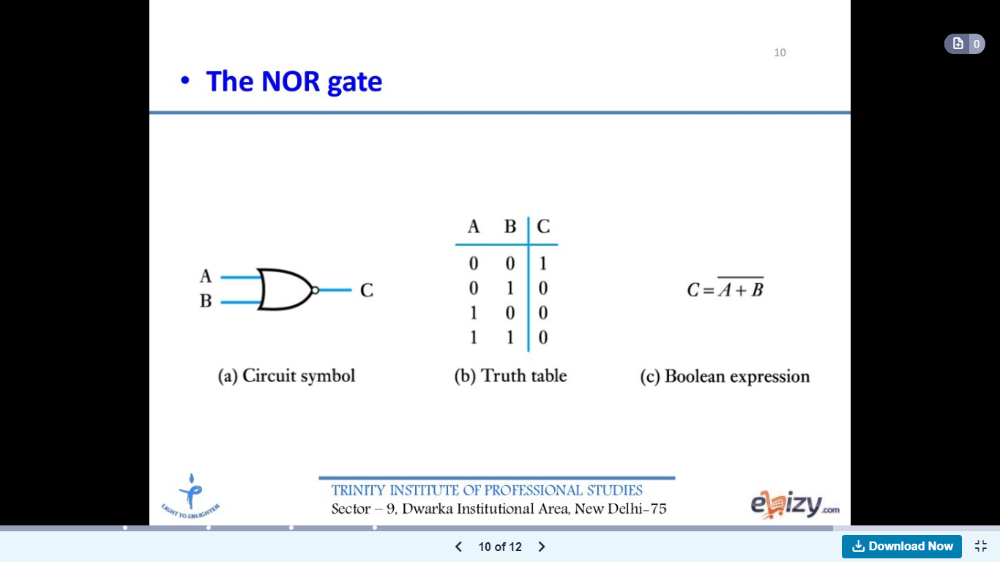 10
0
• The NOR gate
A B C
0 0 1
0 1 0
1 0 0
1 1 0
A
B
C
C = \overline{A + B}
(a) Circuit symbol
(b) Truth table
(c) Boolean expression
LIGHT TO ENLIGHTEN
TRINITY INSTITUTE OF PROFESSIONAL STUDIES
Sector – 9, Dwarka Institutional Area, New Delhi-75
ebizy.com
10 of 12
Download Now